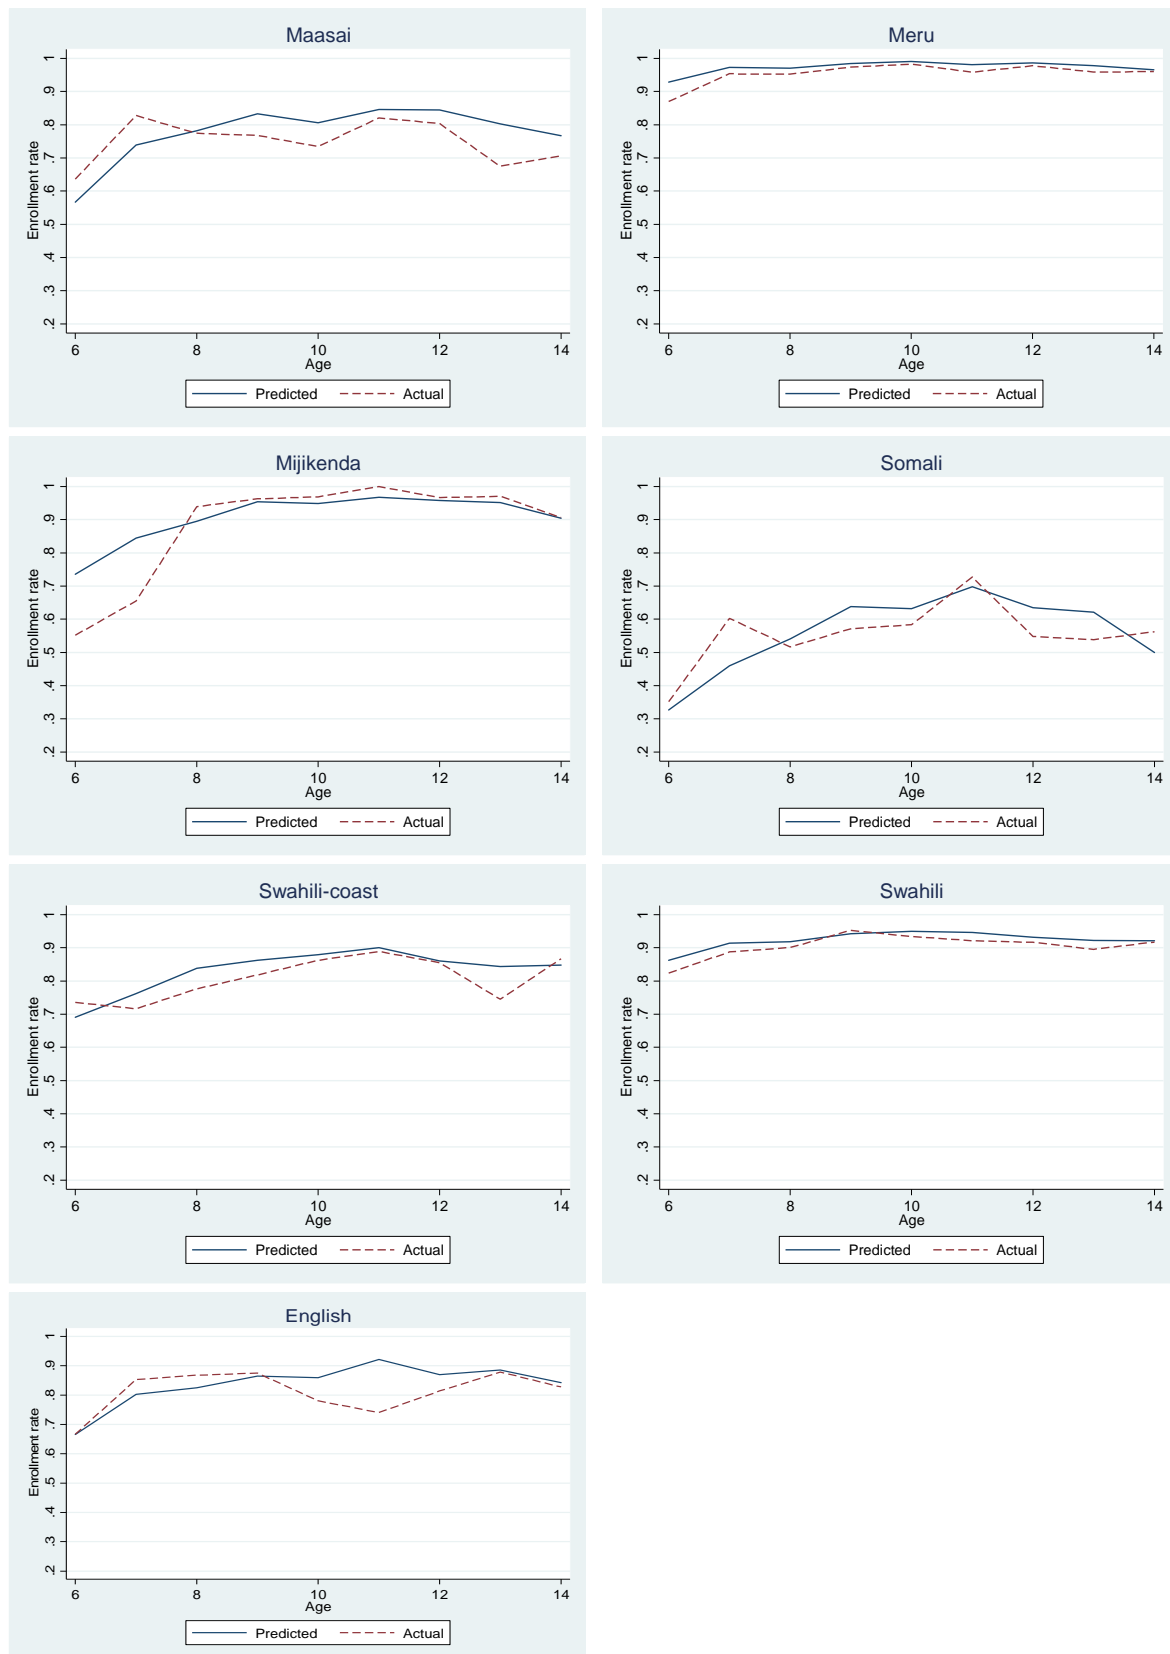 Maasai
Enrollment rate
.2 .3 .4 .5 .6 .7 .8 .9 1
6 8 10 12 14
Age
Predicted Actual
Meru
Enrollment rate
.2 .3 .4 .5 .6 .7 .8 .9 1
6 8 10 12 14
Age
Predicted Actual
Mijikenda
Enrollment rate
.2 .3 .4 .5 .6 .7 .8 .9 1
6 8 10 12 14
Age
Predicted Actual
Somali
Enrollment rate
.2 .3 .4 .5 .6 .7 .8 .9 1
6 8 10 12 14
Age
Predicted Actual
Swahili-coast
Enrollment rate
.2 .3 .4 .5 .6 .7 .8 .9 1
6 8 10 12 14
Age
Predicted Actual
Swahili
Enrollment rate
.2 .3 .4 .5 .6 .7 .8 .9 1
6 8 10 12 14
Age
Predicted Actual
English
Enrollment rate
.2 .3 .4 .5 .6 .7 .8 .9 1
6 8 10 12 14
Age
Predicted Actual